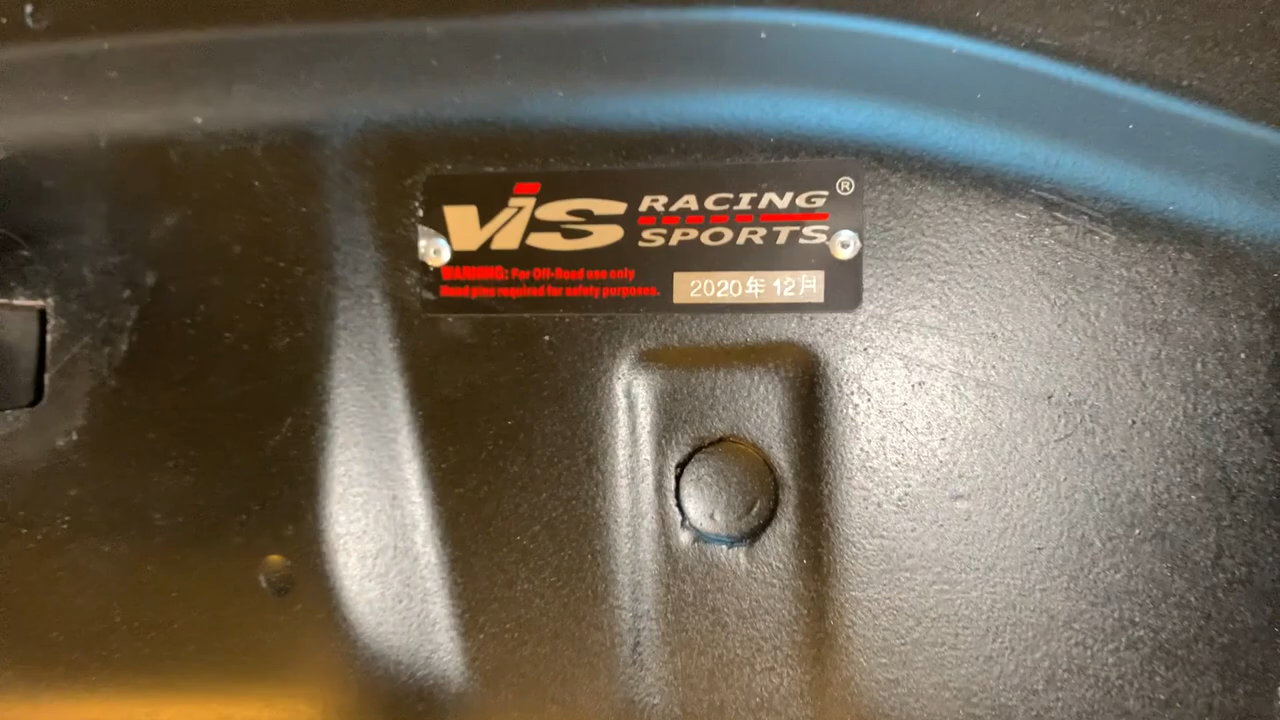 VIS RACING SPORTS ®
WARNING: For Off-Road use only
Hood pins required for safety purposes.
2020年 12月